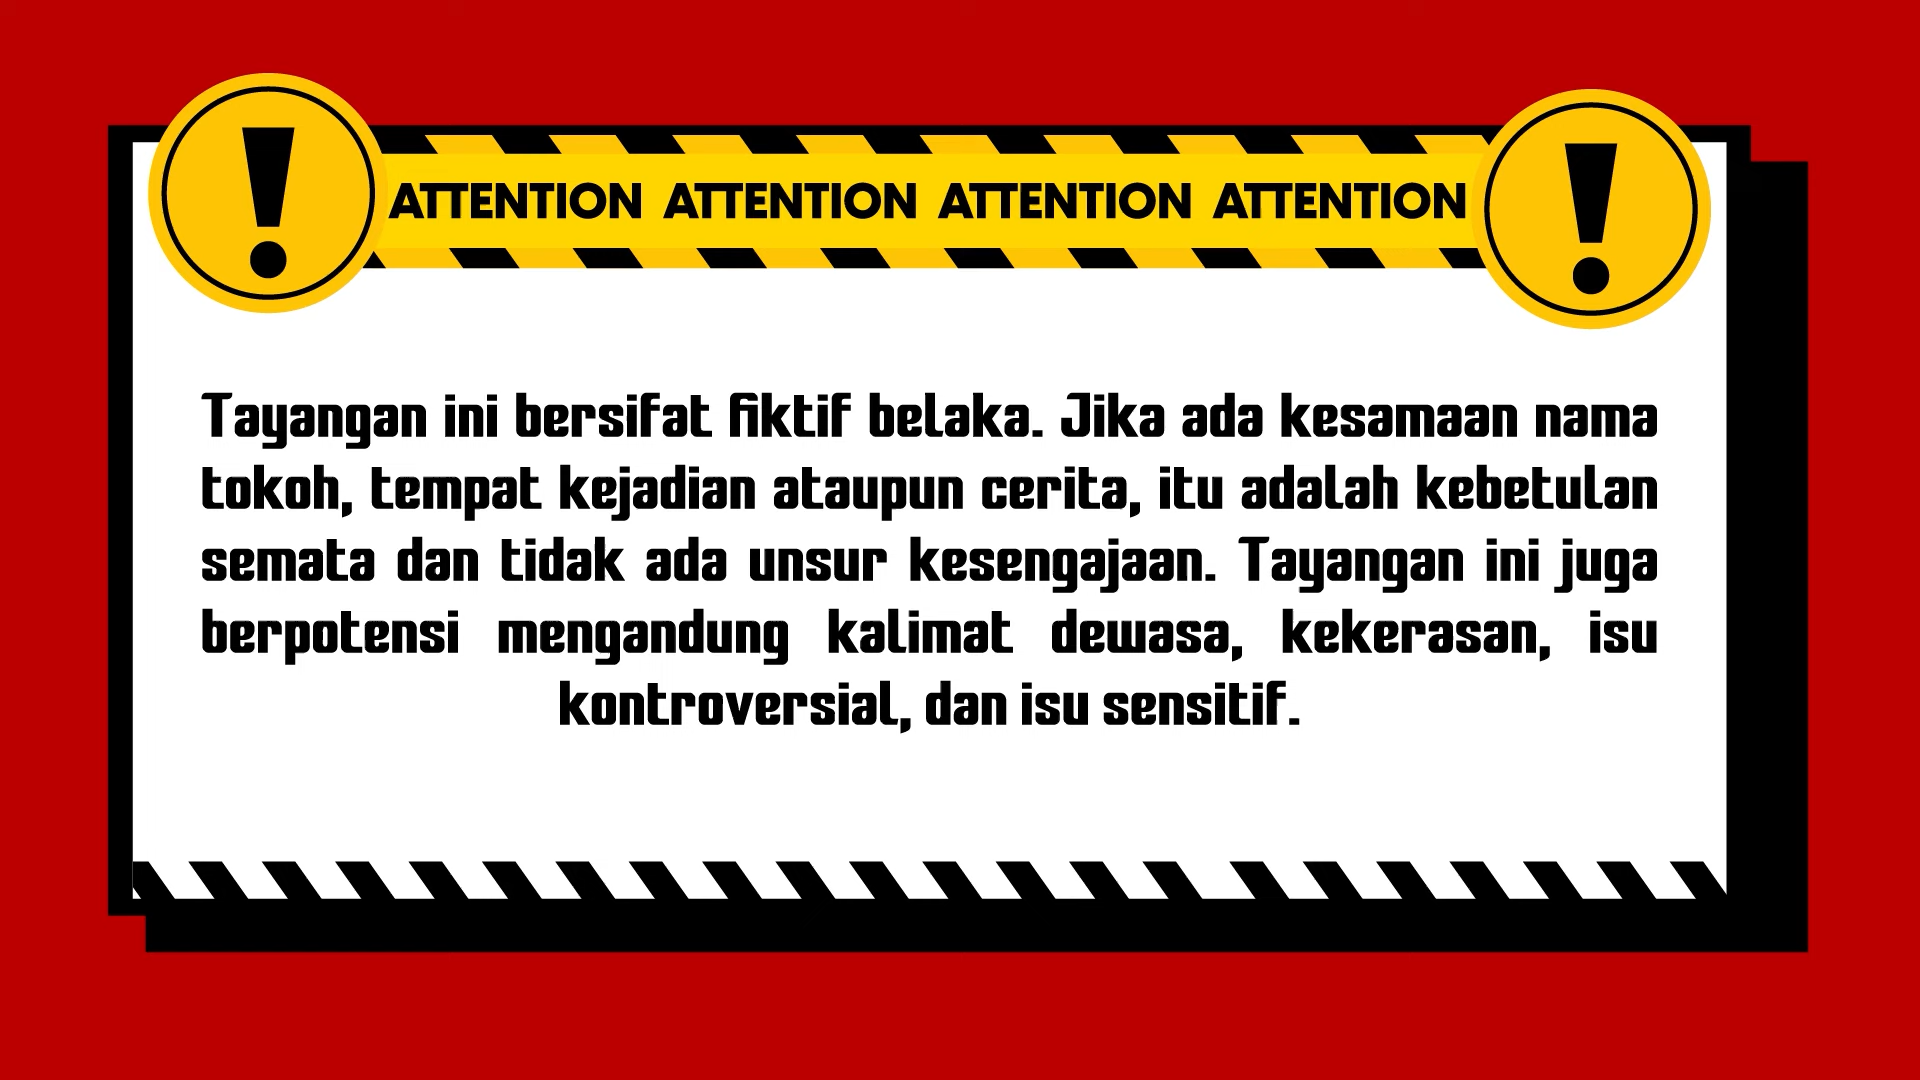 ATTENTION ATTENTION ATTENTION ATTENTION
Tayangan ini bersifat fiktif belaka. Jika ada kesamaan nama
tokoh, tempat kejadian ataupun cerita, itu adalah kebetulan
semata dan tidak ada unsur kesengajaan. Tayangan ini juga
berpotensi mengandung kalimat dewasa, kekerasan, isu
kontroversial, dan isu sensitif.